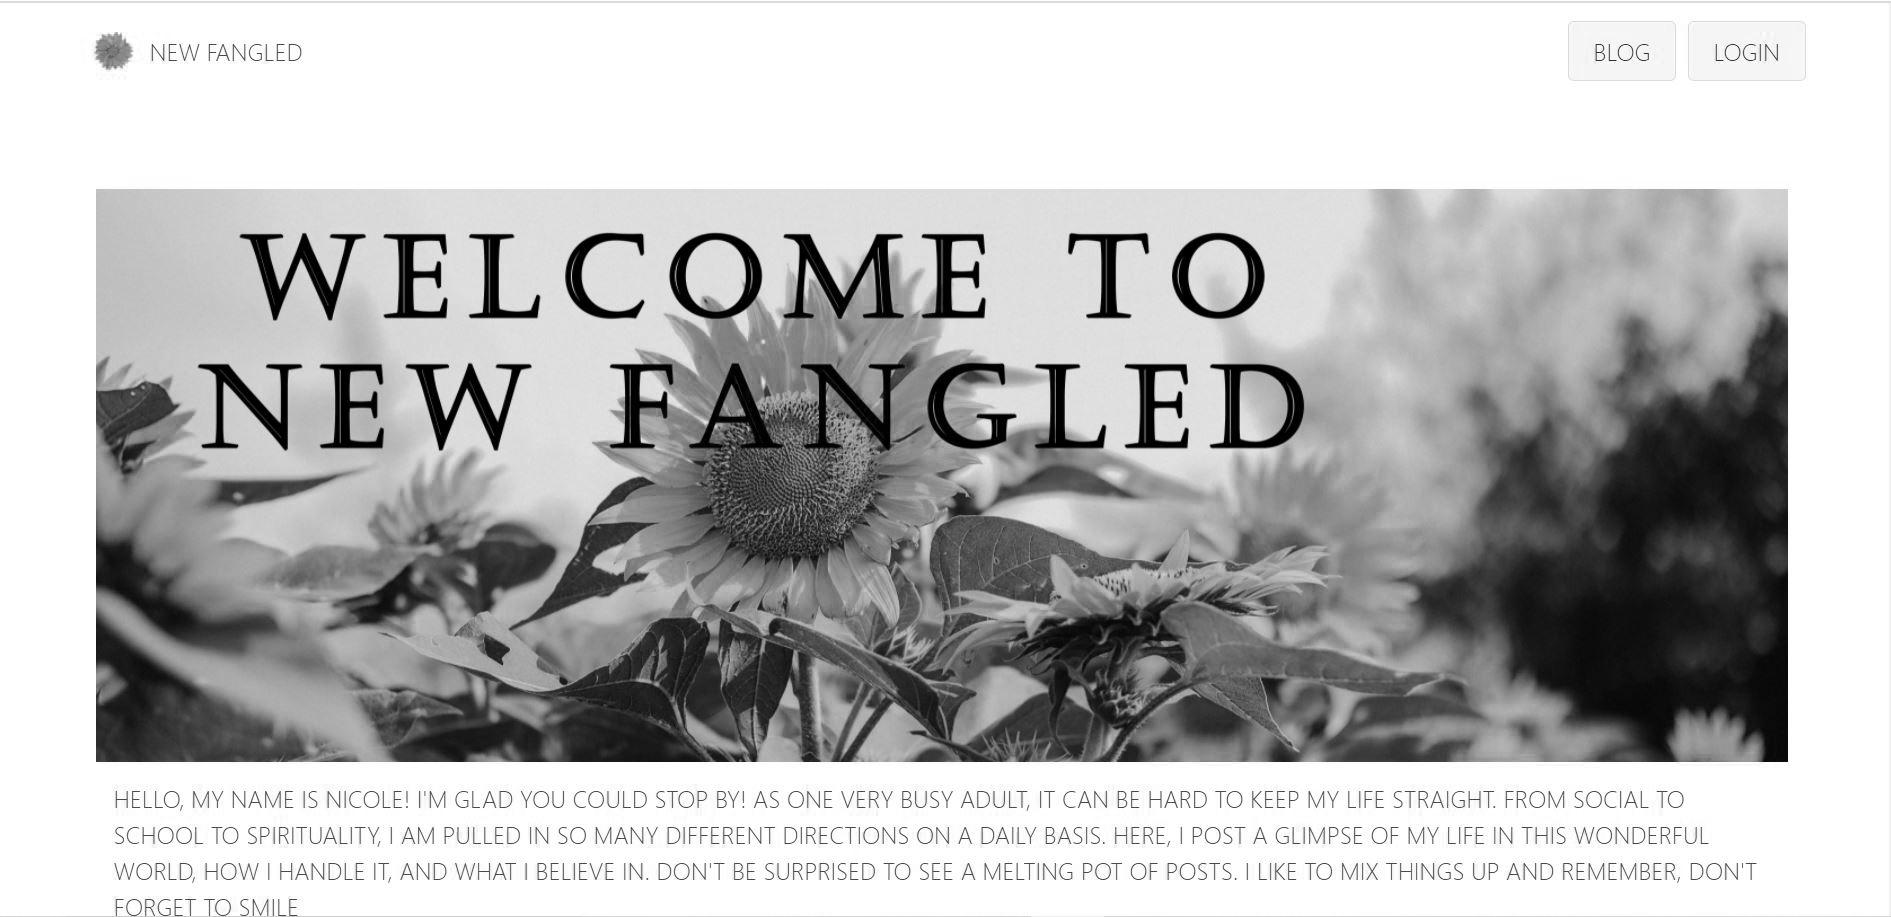 NEW FANGLED
BLOG
LOGIN
WELCOME TO
NEW FANGLED
HELLO, MY NAME IS NICOLE! I'M GLAD YOU COULD STOP BY! AS ONE VERY BUSY ADULT, IT CAN BE HARD TO KEEP MY LIFE STRAIGHT. FROM SOCIAL TO
SCHOOL TO SPIRITUALITY, I AM PULLED IN SO MANY DIFFERENT DIRECTIONS ON A DAILY BASIS. HERE, I POST A GLIMPSE OF MY LIFE IN THIS WONDERFUL
WORLD, HOW I HANDLE IT, AND WHAT I BELIEVE IN. DON'T BE SURPRISED TO SEE A MELTING POT OF POSTS. I LIKE TO MIX THINGS UP AND REMEMBER, DON'T
FORGET TO SMILE